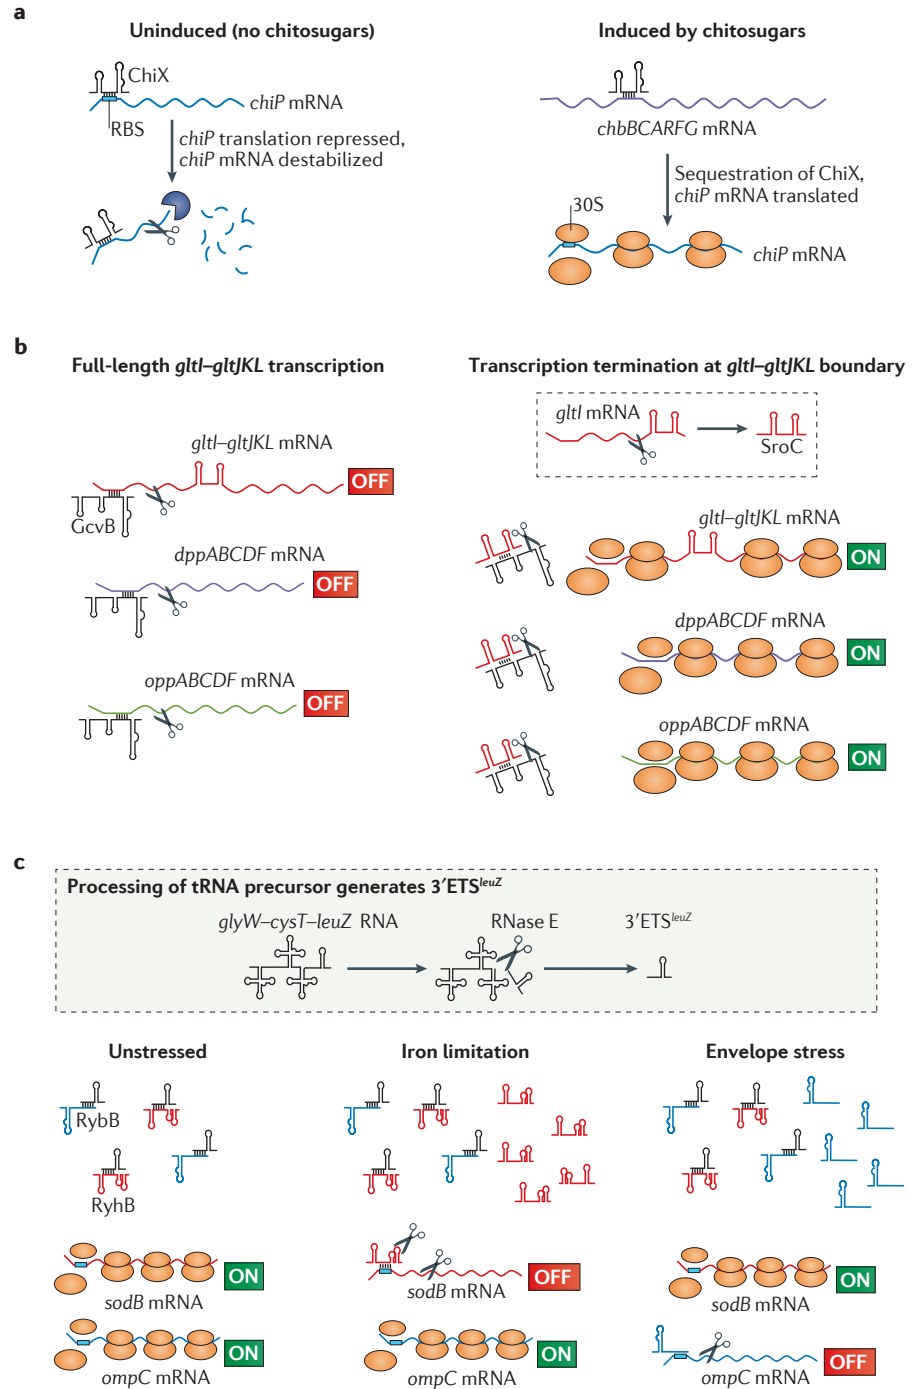 a
Uninduced (no chitosugars)
ChiX
chiP mRNA
RBS
chiP translation repressed,
chiP mRNA destabilized
Induced by chitosugars
chbBCARFG mRNA
Sequestration of ChiX,
chiP mRNA translated
30S
chiP mRNA
b
Full-length gltI–gltJKL transcription
gltI–gltJKL mRNA
OFF
GcvB
dppABCDF mRNA
OFF
oppABCDF mRNA
OFF
Transcription termination at gltI–gltJKL boundary
gltI mRNA
SroC
gltI–gltJKL mRNA
ON
dppABCDF mRNA
ON
oppABCDF mRNA
ON
c
Processing of tRNA precursor generates 3′ETSleuZ
glyW–cysT–leuZ RNA
RNase E
3′ETSleuZ
Unstressed
RybB
RyhB
ON
sodB mRNA
ON
ompC mRNA
Iron limitation
OFF
sodB mRNA
ON
ompC mRNA
Envelope stress
ON
sodB mRNA
OFF
ompC mRNA